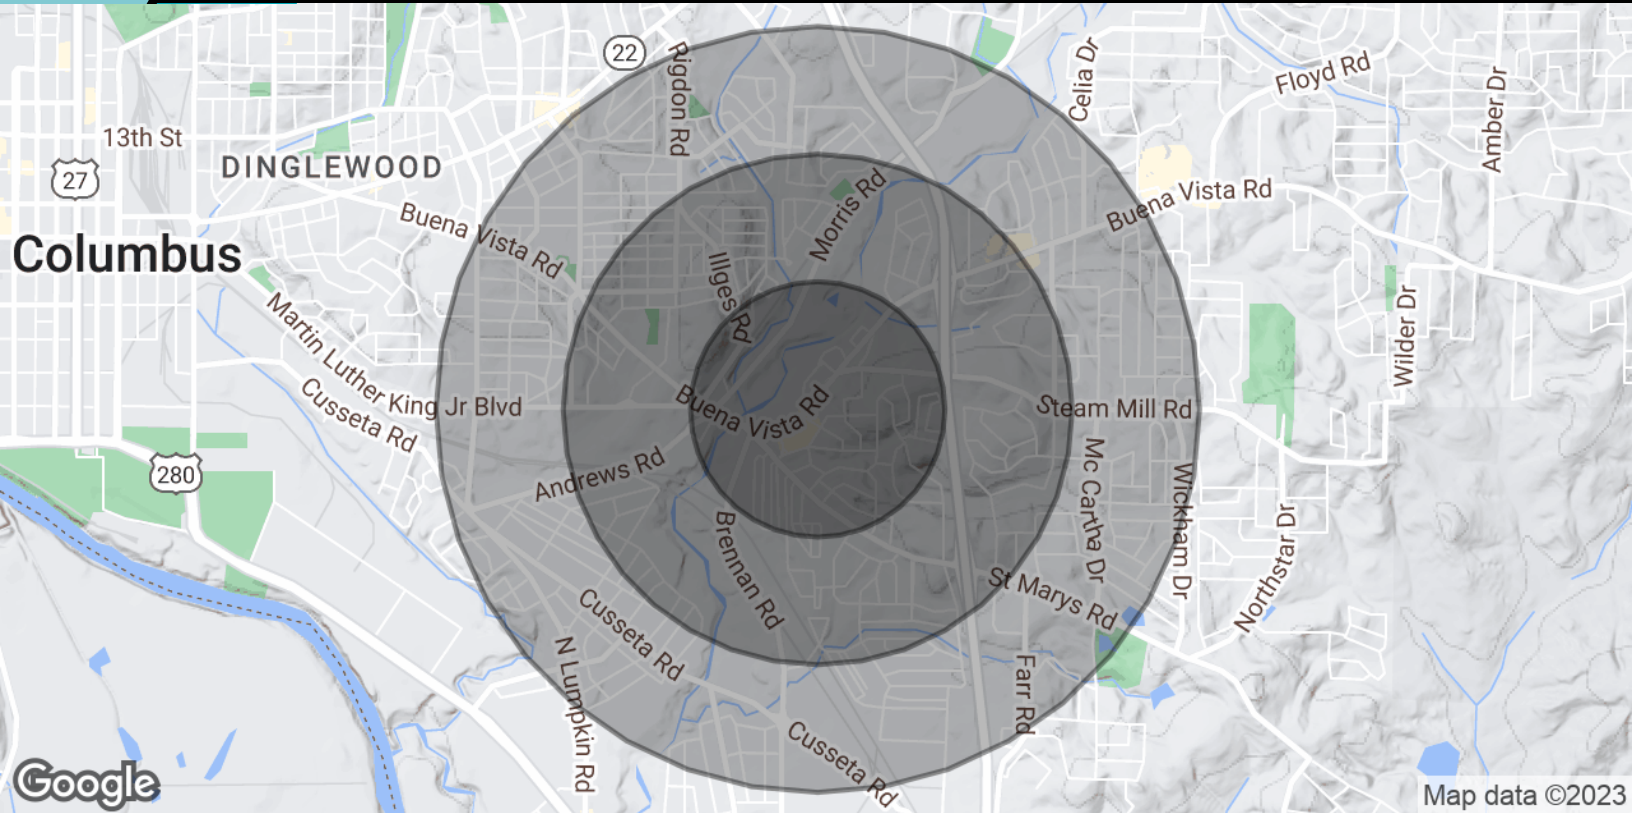 22
Rigdon Rd
Celia Dr
Floyd Rd
Amber Dr
13th St
DINGLEWOOD
27
Morris Rd
Buena Vista Rd
Buena Vista Rd
Columbus
Illges Rd
Martin Luther King Jr Blvd
Wilder Dr
Cusseta Rd
Buena Vista Rd
Steam Mill Rd
280
Andrews Rd
Mc Cartha Dr
Wickham Dr
Brennan Rd
Northstar Dr
St Marys Rd
Cusseta Rd
N Lumpkin Rd
Farr Rd
Cusseta Rd
Google
Map data ©2023